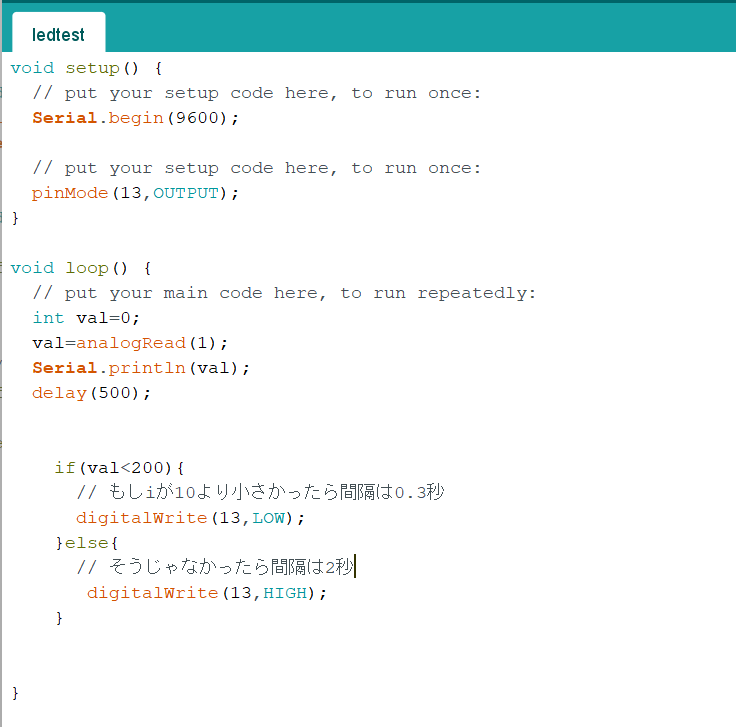 ledtest
void setup() {
  // put your setup code here, to run once:
  Serial.begin(9600);
  // put your setup code here, to run once:
  pinMode(13,OUTPUT);
}
void loop() {
  // put your main code here, to run repeatedly:
  int val=0;
  val=analogRead(1);
  Serial.println(val);
  delay(500);
    if(val<200){
      // もしiが10より小さかったら間隔は0.3秒
      digitalWrite(13,LOW);
    }else{
      // そうじゃなかったら間隔は2秒
       digitalWrite(13,HIGH);
    }
}